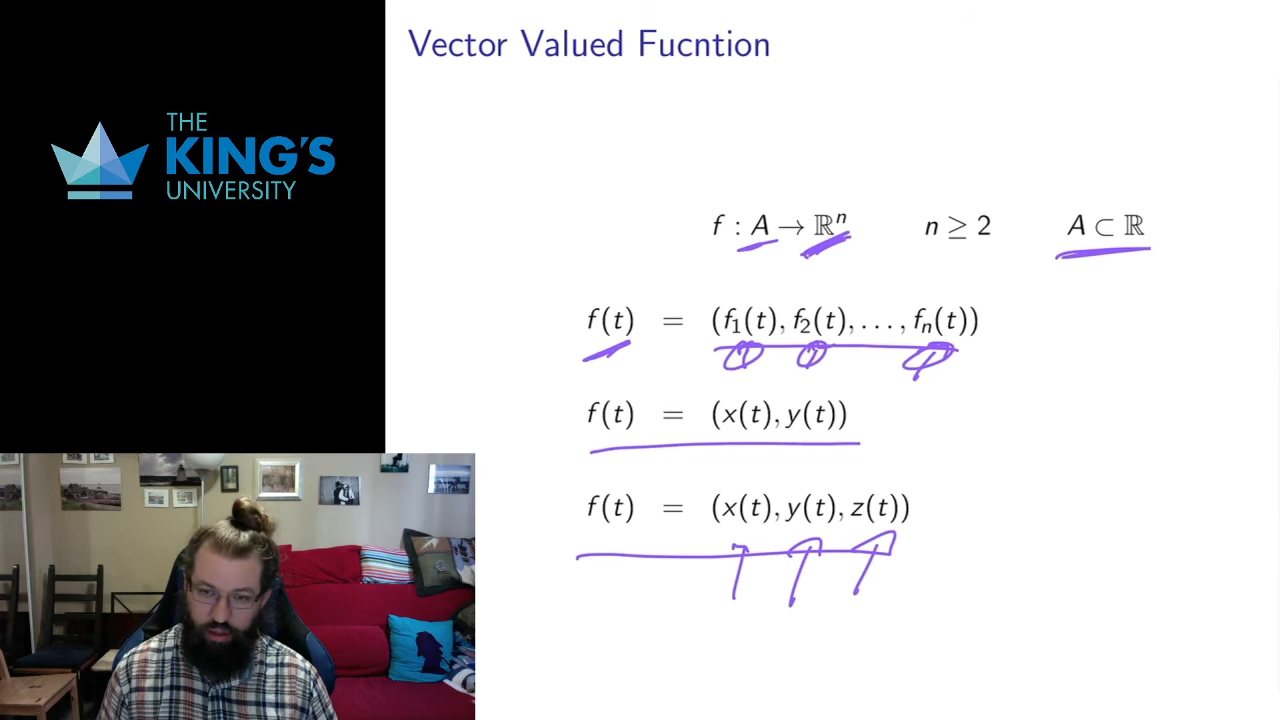 THE
KING'S
UNIVERSITY
Vector Valued Fucntion
f : A → ℝⁿ n ≥ 2 A ⊂ ℝ
f(t) = (f₁(t), f₂(t), . . . , fₙ(t))
f(t) = (x(t), y(t))
f(t) = (x(t), y(t), z(t))